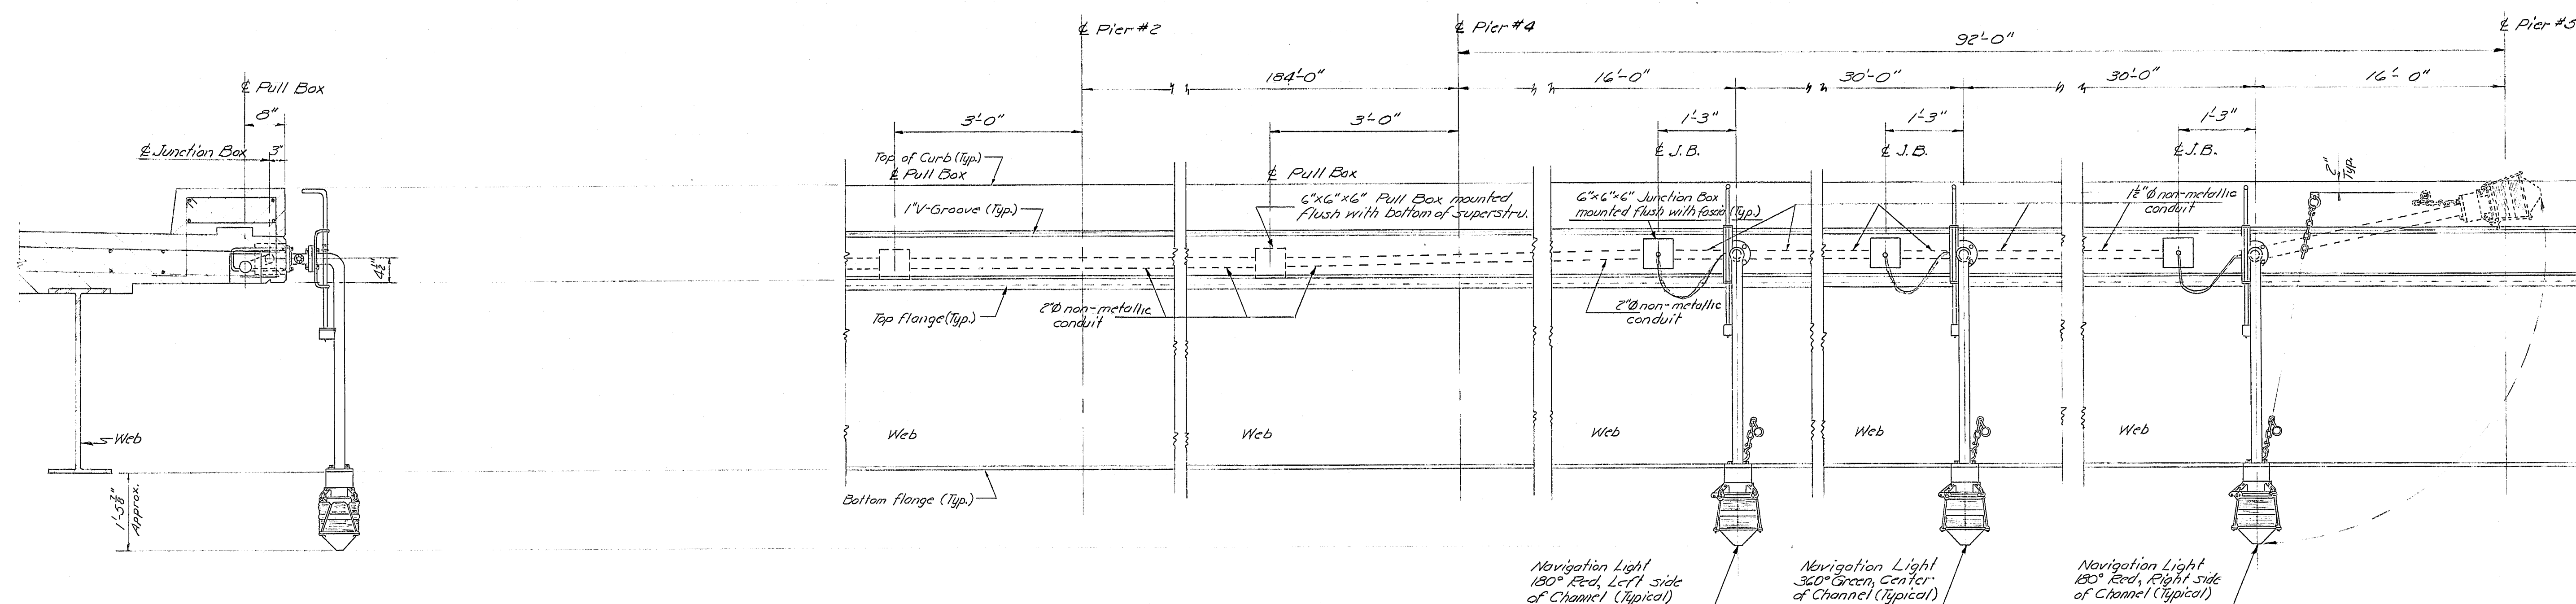 ℄ Pull Box
8"
℄ Junction Box
3"
4¾"
Web
1'-5⅞"
Approx.
℄ Pier #2
℄ Pier #4
℄ Pier #5
92'-0"
184'-0"
16'-0"
30'-0"
30'-0"
16'-0"
3'-0"
3'-0"
1'-3"
1'-3"
1'-3"
Top of Curb (Typ.)
℄ Pull Box
℄ Pull Box
℄ J.B.
℄ J.B.
℄ J.B.
2"
Typ.
1" V-Groove (Typ.)
6"x6"x6" Pull Box mounted
flush with bottom of superstru.
6"x6"x6" Junction Box
mounted flush with fascia (Typ.)
1½" Ø non-metallic
conduit
Top flange (Typ.)
2" Ø non-metallic
conduit
2" Ø non-metallic
conduit
Web
Web
Web
Web
Web
Bottom flange (Typ.)
Navigation Light
180° Red, Left side
of Channel (Typical)
Navigation Light
360° Green, Center
of Channel (Typical)
Navigation Light
180° Red, Right side
of Channel (Typical)